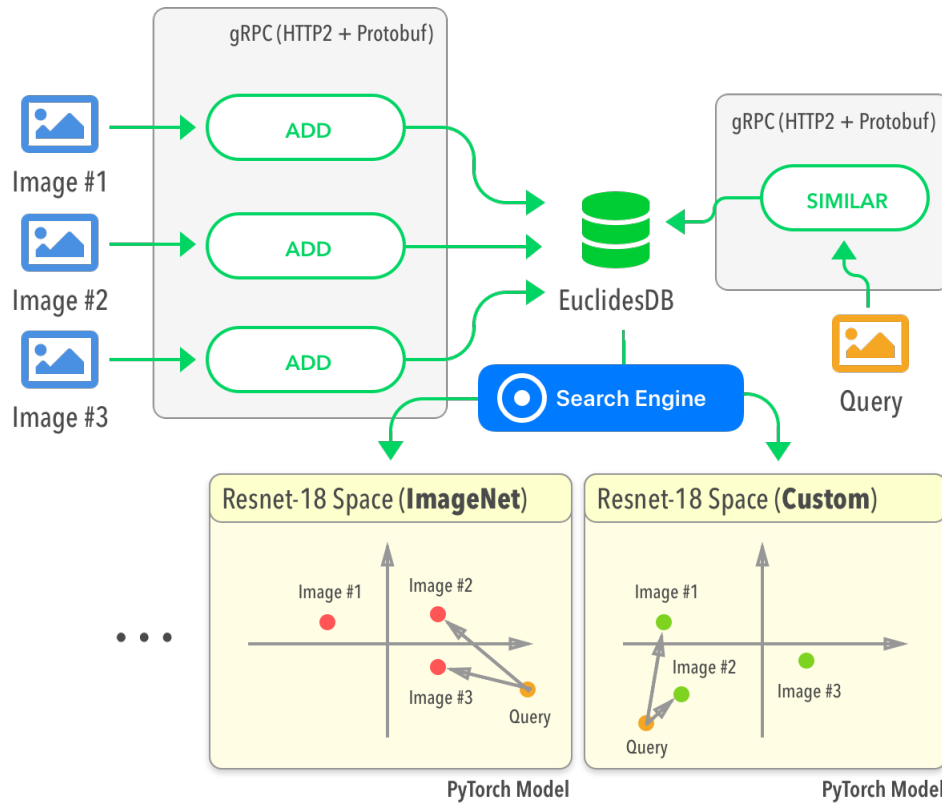 gRPC (HTTP2 + Protobuf)
ADD
Image #1
ADD
Image #2
ADD
Image #3
gRPC (HTTP2 + Protobuf)
SIMILAR
EuclidesDB
Query
Search Engine
Resnet-18 Space (ImageNet)
Image #1
Image #2
Image #3
Query
PyTorch Model
Resnet-18 Space (Custom)
Image #1
Image #2
Image #3
Query
PyTorch Model